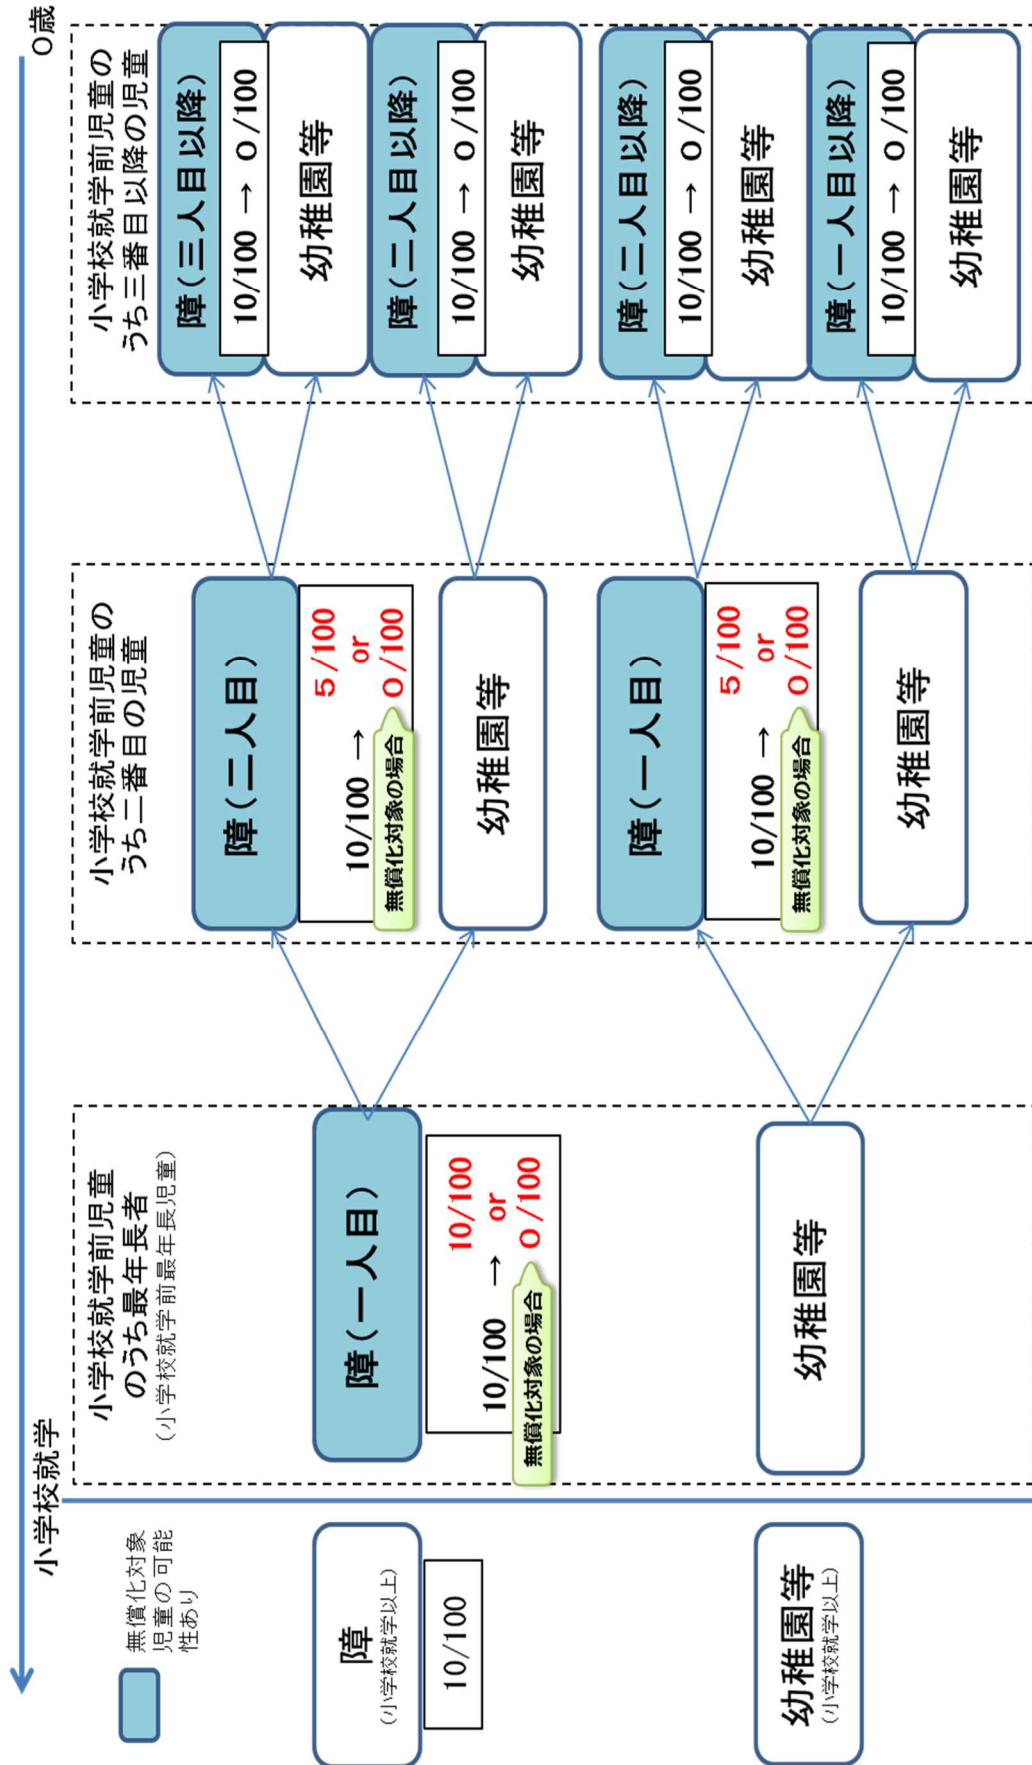 小学校就学
０歳
無償化対象
児童の可能
性あり
障
（小学校就学以上）
10/100
幼稚園等
（小学校就学以上）
小学校就学前児童
のうち最年長者
（小学校就学前最年長児童）
障（一人目）
10/100 → 10/100
or
０/100
無償化対象の場合
幼稚園等
小学校就学前児童の
うち二番目の児童
障（二人目）
10/100 → ５/100
or
０/100
無償化対象の場合
幼稚園等
障（一人目）
10/100 → ５/100
or
０/100
無償化対象の場合
幼稚園等
小学校就学前児童の
うち三番目以降の児童
障（三人目以降）
10/100 → ０/100
幼稚園等
障（二人目以降）
10/100 → ０/100
幼稚園等
障（二人目以降）
10/100 → ０/100
幼稚園等
障（一人目以降）
10/100 → ０/100
幼稚園等